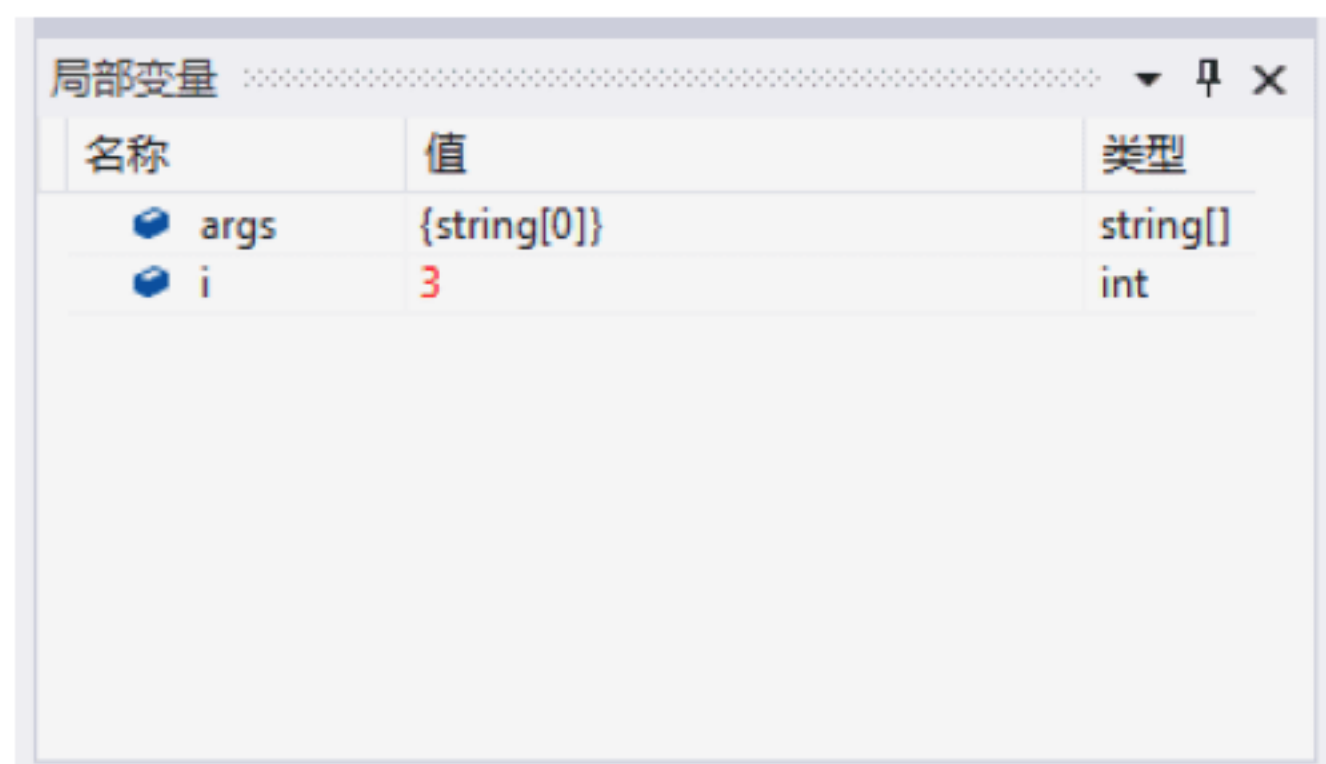 局部变量
名称 值 类型
args {string[0]} string[]
i 3 int